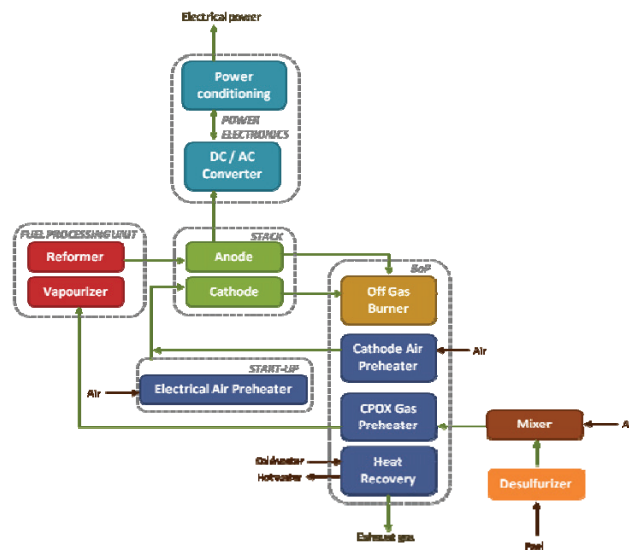 Electrical power
Power
conditioning
POWER
ELECTRONICS
DC / AC
Converter
FUEL PROCESSING UNIT
STACK
Reformer
Anode
BoP
Vapourizer
Cathode
Off Gas
Burner
Cathode Air
Preheater
Air
START-UP
Air
Electrical Air Preheater
CPOX Gas
Preheater
Mixer
A
Coldwater
Hotwater
Heat
Recovery
Desulfurizer
Exhaust gas
Fuel